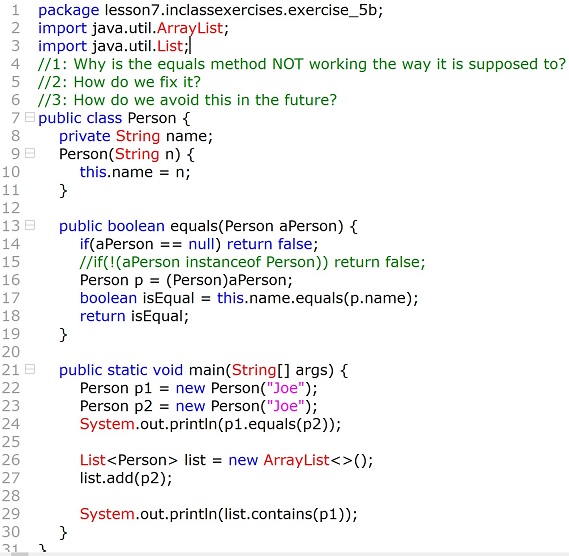 1 package lesson7.inclassexercises.exercise_5b;
2 import java.util.ArrayList;
3 import java.util.List;
4 //1: Why is the equals method NOT working the way it is supposed to?
5 //2: How do we fix it?
6 //3: How do we avoid this in the future?
7 public class Person {
8 private String name;
9 Person(String n) {
10 this.name = n;
11 }
12
13 public boolean equals(Person aPerson) {
14 if(aPerson == null) return false;
15 //if(!(aPerson instanceof Person)) return false;
16 Person p = (Person)aPerson;
17 boolean isEqual = this.name.equals(p.name);
18 return isEqual;
19 }
20
21 public static void main(String[] args) {
22 Person p1 = new Person("Joe");
23 Person p2 = new Person("Joe");
24 System.out.println(p1.equals(p2));
25
26 List<Person> list = new ArrayList<>();
27 list.add(p2);
28
29 System.out.println(list.contains(p1));
30 }
31 }